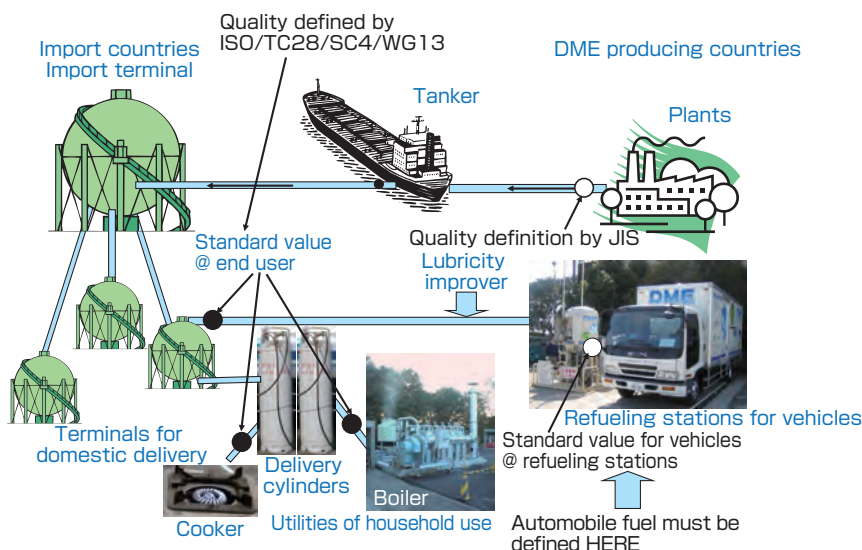 Quality defined by
ISO/TC28/SC4/WG13
Import countries
Import terminal
DME producing countries
Tanker
Plants
Quality definition by JIS
Standard value
@ end user
Lubricity
improver
DME
Refueling stations for vehicles
Standard value for vehicles
@ refueling stations
Terminals for
domestic delivery
Delivery
cylinders
Boiler
Cooker
Utilities of household use
Automobile fuel must be
defined HERE